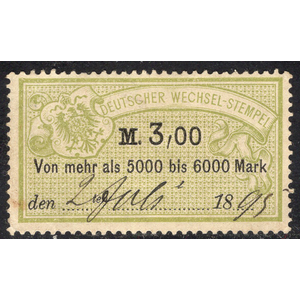 DEUTSCHER WECHSEL-STEMPEL
M. 3,00
Von mehr als 5000 bis 6000 Mark
den 2. Juli 1895